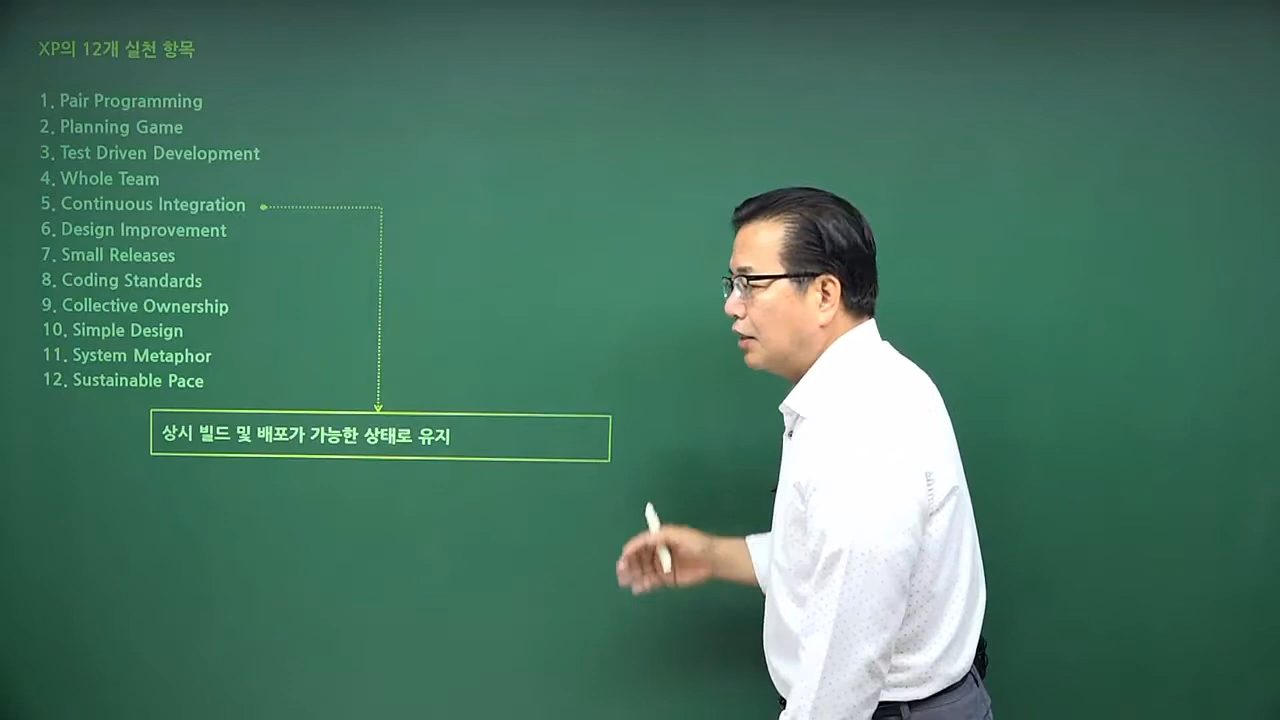 XP의 12개 실천 항목
1. Pair Programming
2. Planning Game
3. Test Driven Development
4. Whole Team
5. Continuous Integration
6. Design Improvement
7. Small Releases
8. Coding Standards
9. Collective Ownership
10. Simple Design
11. System Metaphor
12. Sustainable Pace
상시 빌드 및 배포가 가능한 상태로 유지